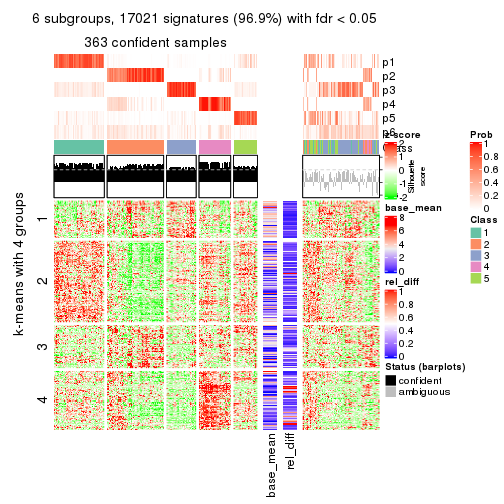 6 subgroups, 17021 signatures (96.9%) with fdr < 0.05
363 confident samples
p1
p2
p3
p4
p5
p6
Class
z-score
2
1
0
-1
-2
Silhouette
score
base_mean
8
6
4
2
0
rel_diff
1
0.8
0.6
0.4
0.2
0
Status (barplots)
confident
ambiguous
Prob
1
0.8
0.6
0.4
0.2
0
Class
1
2
3
4
5
k-means with 4 groups
1
2
3
4
base_mean
rel_diff